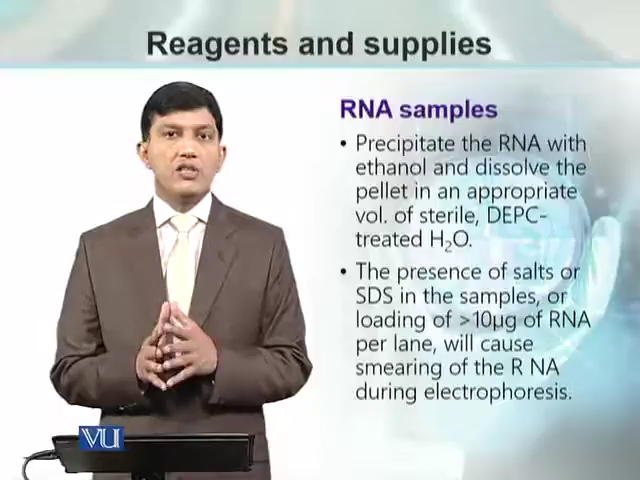 Reagents and supplies
RNA samples
• Precipitate the RNA with
ethanol and dissolve the
pellet in an appropriate
vol. of sterile, DEPC-
treated H₂O.
• The presence of salts or
SDS in the samples, or
loading of >10µg of RNA
per lane, will cause
smearing of the R NA
during electrophoresis.
VU